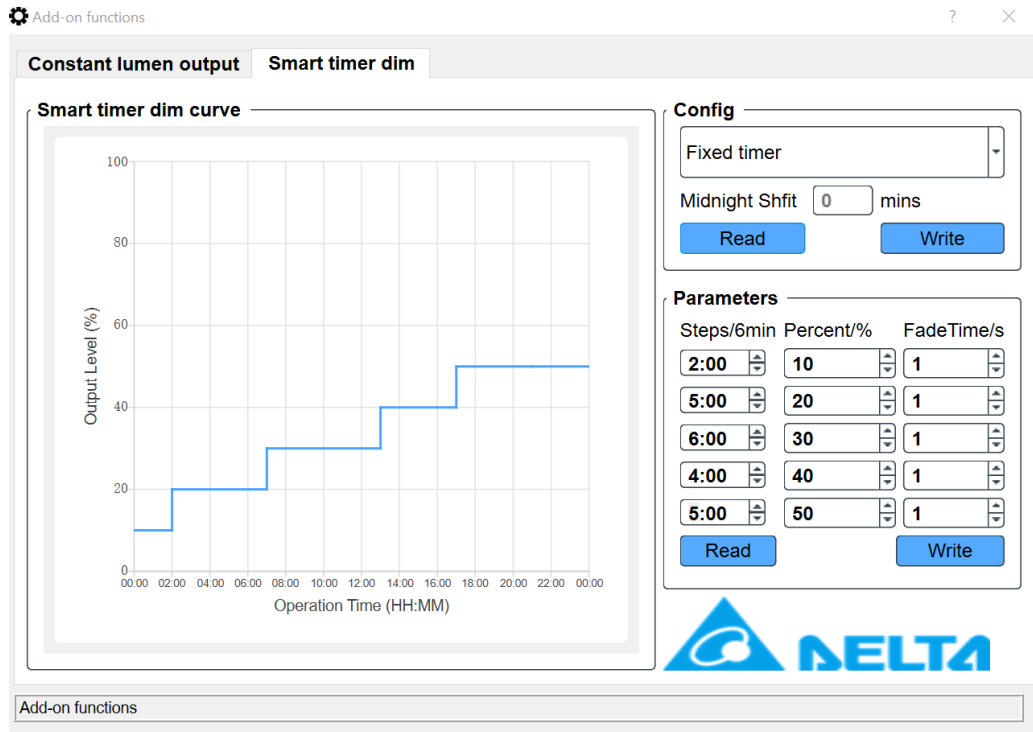 Add-on functions
?
Constant lumen output
Smart timer dim
Smart timer dim curve
100
80
60
40
20
0
Output Level (%)
00:00 02:00 04:00 06:00 08:00 10:00 12:00 14:00 16:00 18:00 20:00 22:00 00:00
Operation Time (HH:MM)
Config
Fixed timer
Midnight Shfit 0 mins
Read Write
Parameters
Steps/6min Percent/% FadeTime/s
2:00 10 1
5:00 20 1
6:00 30 1
4:00 40 1
5:00 50 1
Read Write
DELTA
Add-on functions